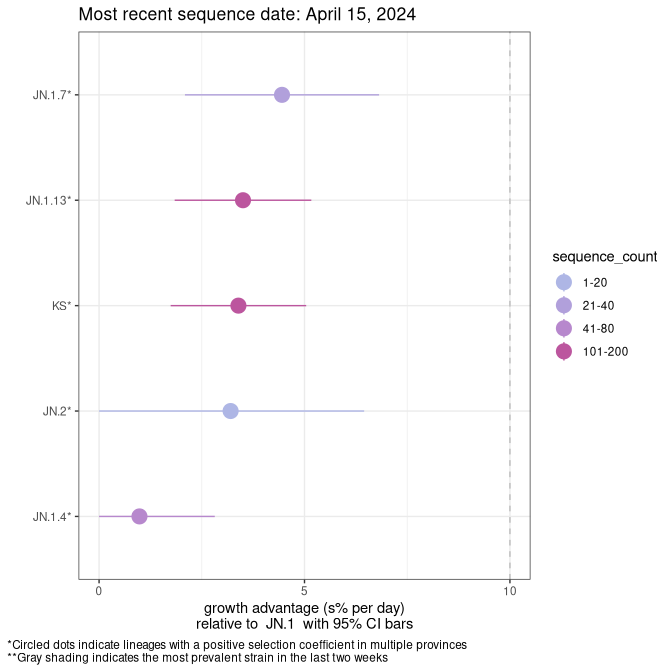 Most recent sequence date: April 15, 2024
JN.1.7*
JN.1.13*
KS*
JN.2*
JN.1.4*
0
5
10
growth advantage (s% per day)
relative to  JN.1  with 95% CI bars
sequence_count
1-20
21-40
41-80
101-200
*Circled dots indicate lineages with a positive selection coefficient in multiple provinces
**Gray shading indicates the most prevalent strain in the last two weeks